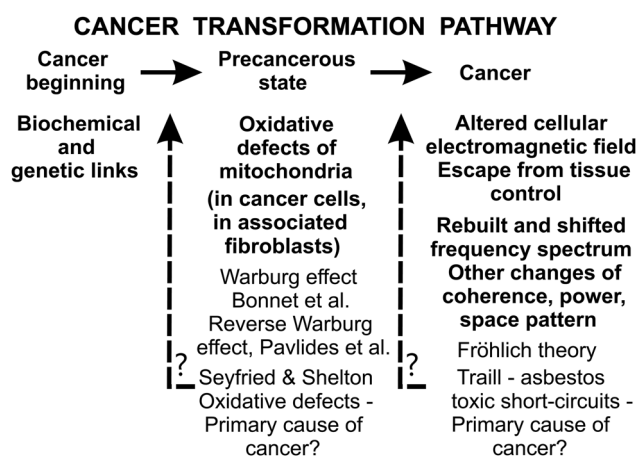 CANCER TRANSFORMATION PATHWAY
Cancer
beginning
Precancerous
state
Cancer
Biochemical
and
genetic links
Oxidative
defects of
mitochondria
(in cancer cells,
in associated
fibroblasts)
Warburg effect
Bonnet et al.
Reverse Warburg
effect, Pavlides et al.
?
Seyfried & Shelton
Oxidative defects -
Primary cause of
cancer?
Altered cellular
electromagnetic field
Escape from tissue
control
Rebuilt and shifted
frequency spectrum
Other changes of
coherence, power,
space pattern
Fröhlich theory
?
Traill - asbestos
toxic short-circuits -
Primary cause of
cancer?